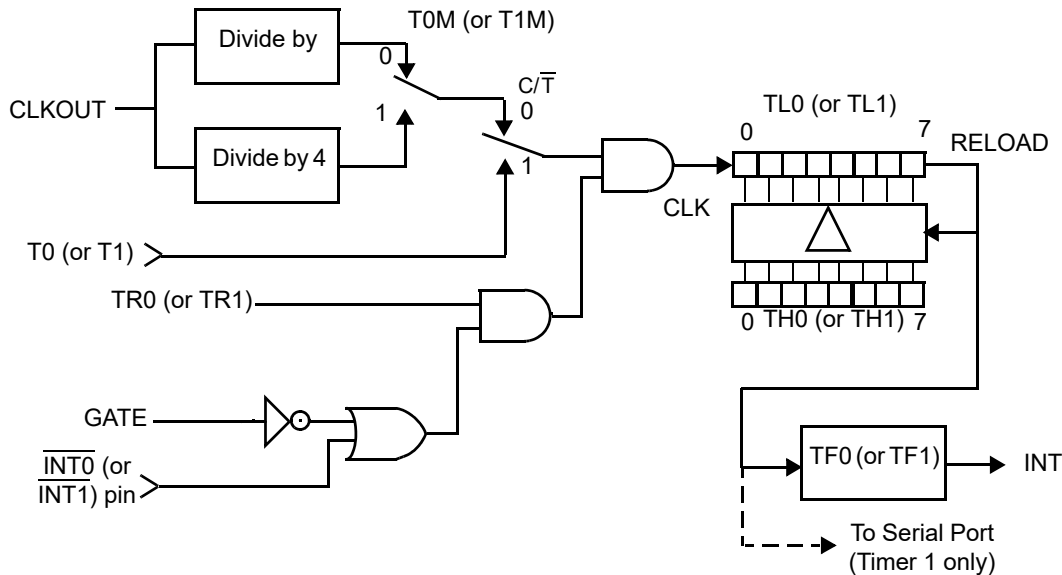 T0M (or T1M)
Divide by
0
C/T̅
0
CLKOUT
1
Divide by 4
1
TL0 (or TL1)
0 7
RELOAD
CLK
T0 (or T1)
TR0 (or TR1)
0 TH0 (or TH1) 7
GATE
I̅N̅T̅0̅ (or
I̅N̅T̅1̅) pin
TF0 (or TF1)
INT
To Serial Port
(Timer 1 only)